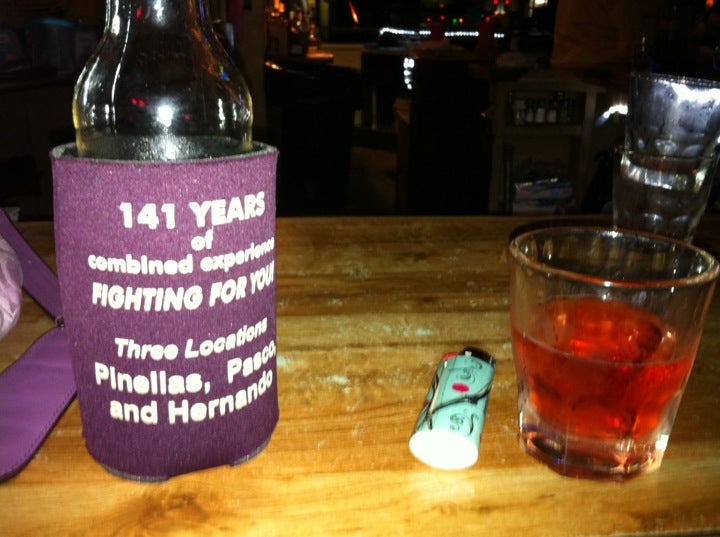 141 YEARS
of
combined experience
FIGHTING FOR YOU!
Three Locations
Pinellas, Pasco,
and Hernando